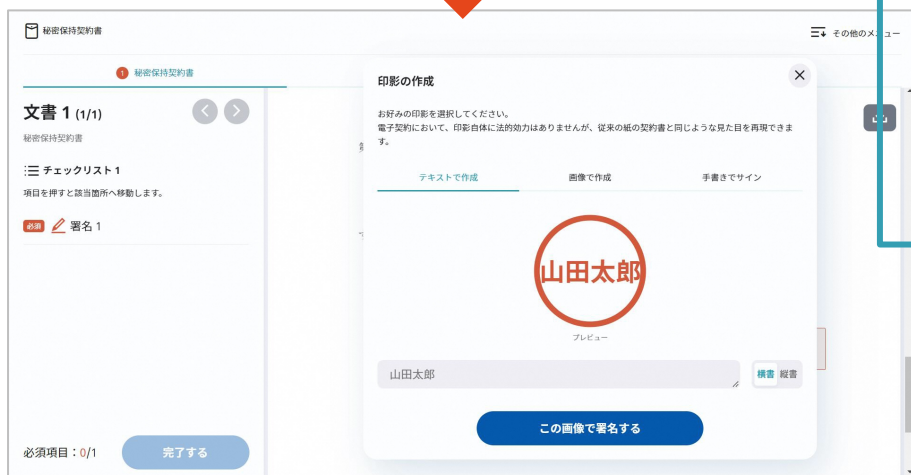 秘密保持契約書
その他のメニュー
1 秘密保持契約書
文書 1 (1/1)
秘密保持契約書
チェックリスト 1
項目を押すと該当箇所へ移動します。
必須 署名 1
必須項目：0/1
完了する
印影の作成
お好みの印影を選択してください。
電子契約において、印影自体に法的効力はありませんが、従来の紙の契約書と同じような見た目を再現できま
す。
テキストで作成 画像で作成 手書きでサイン
山田太郎
プレビュー
山田太郎
横書 縦書
この画像で署名する